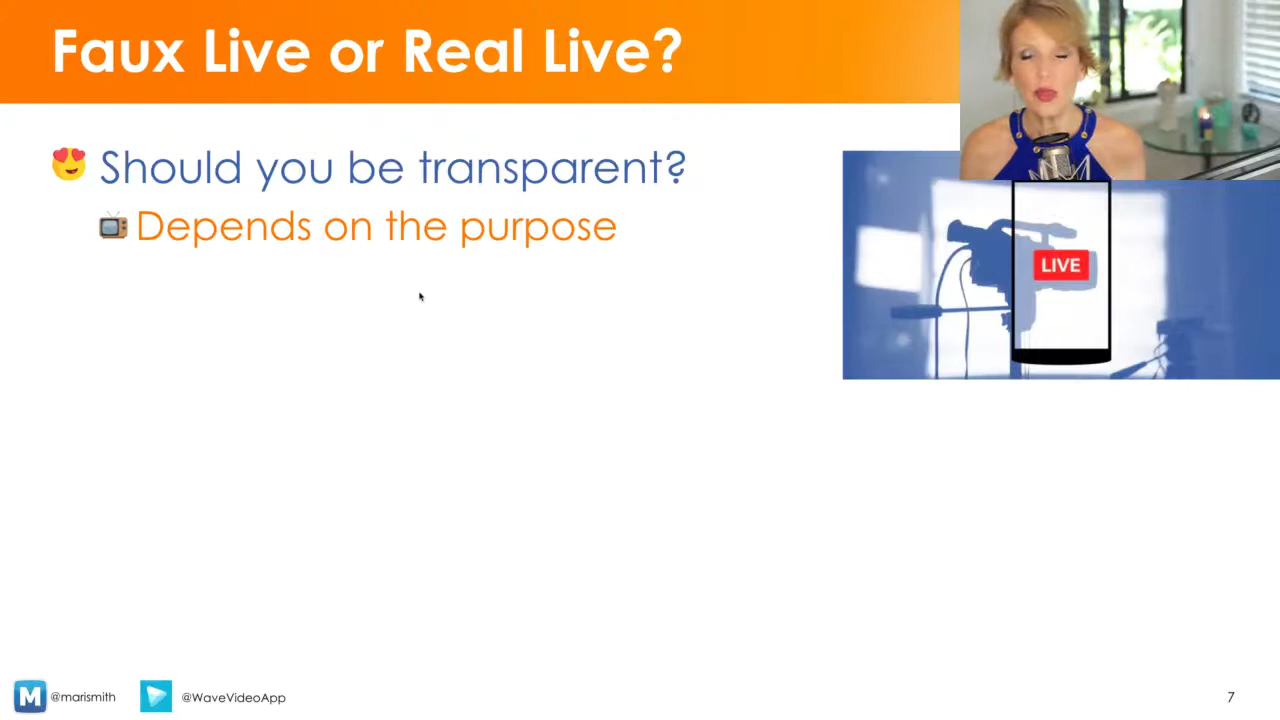 Faux Live or Real Live?
Should you be transparent?
Depends on the purpose
LIVE
M @marismith @WaveVideoApp 7